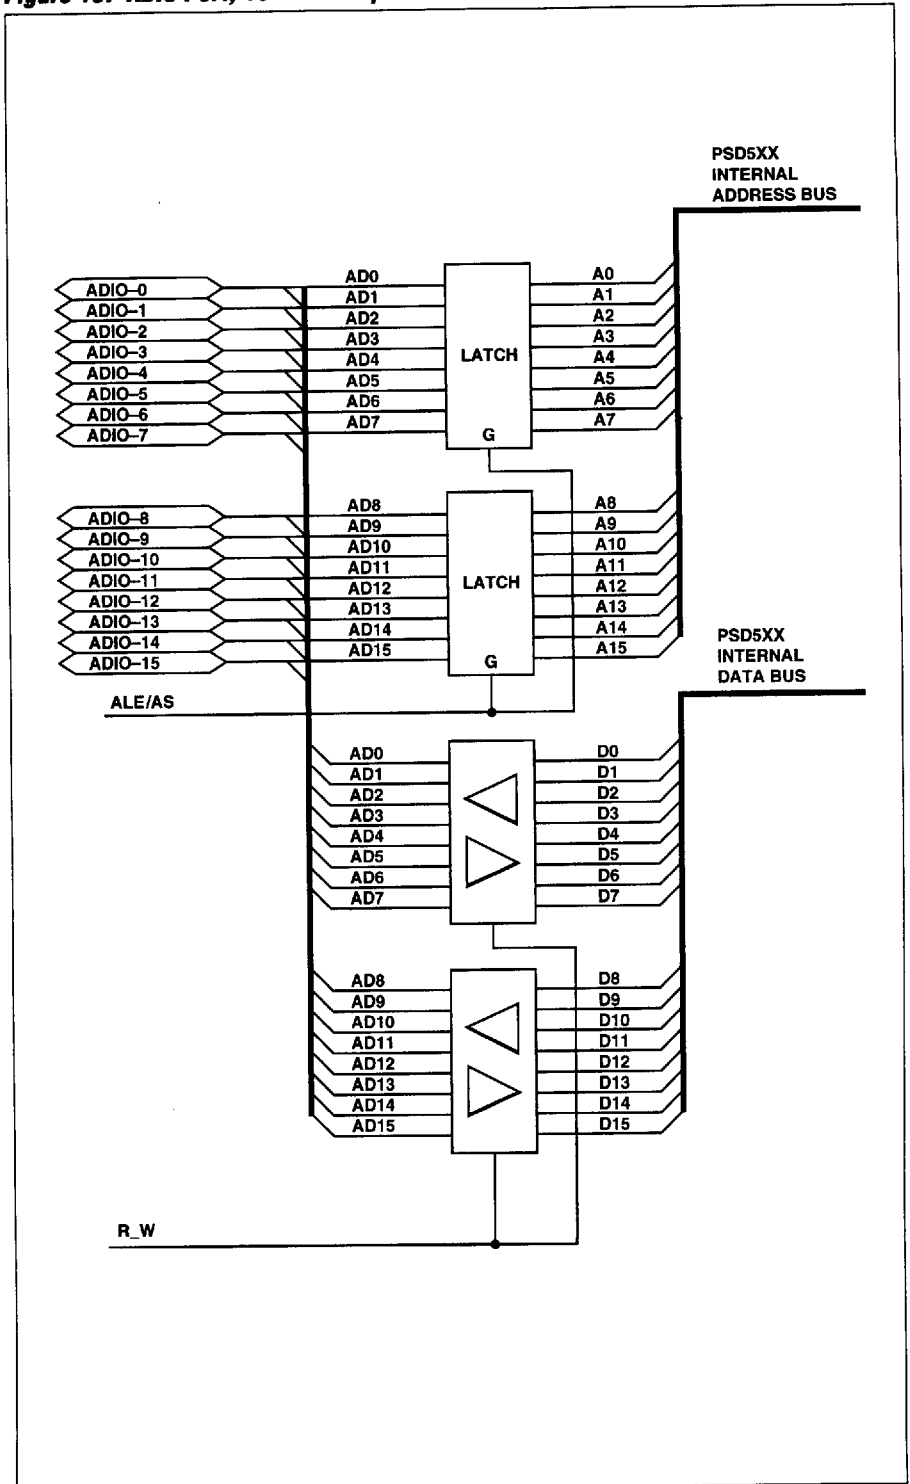 PSD5XX
INTERNAL
ADDRESS BUS
ADIO–0
ADIO–1
ADIO–2
ADIO–3
ADIO–4
ADIO–5
ADIO–6
ADIO–7
AD0
AD1
AD2
AD3
AD4
AD5
AD6
AD7
LATCH
G
A0
A1
A2
A3
A4
A5
A6
A7
ADIO–8
ADIO–9
ADIO–10
ADIO–11
ADIO–12
ADIO–13
ADIO–14
ADIO–15
AD8
AD9
AD10
AD11
AD12
AD13
AD14
AD15
LATCH
G
A8
A9
A10
A11
A12
A13
A14
A15
ALE/AS
PSD5XX
INTERNAL
DATA BUS
AD0
AD1
AD2
AD3
AD4
AD5
AD6
AD7
D0
D1
D2
D3
D4
D5
D6
D7
AD8
AD9
AD10
AD11
AD12
AD13
AD14
AD15
D8
D9
D10
D11
D12
D13
D14
D15
R_W